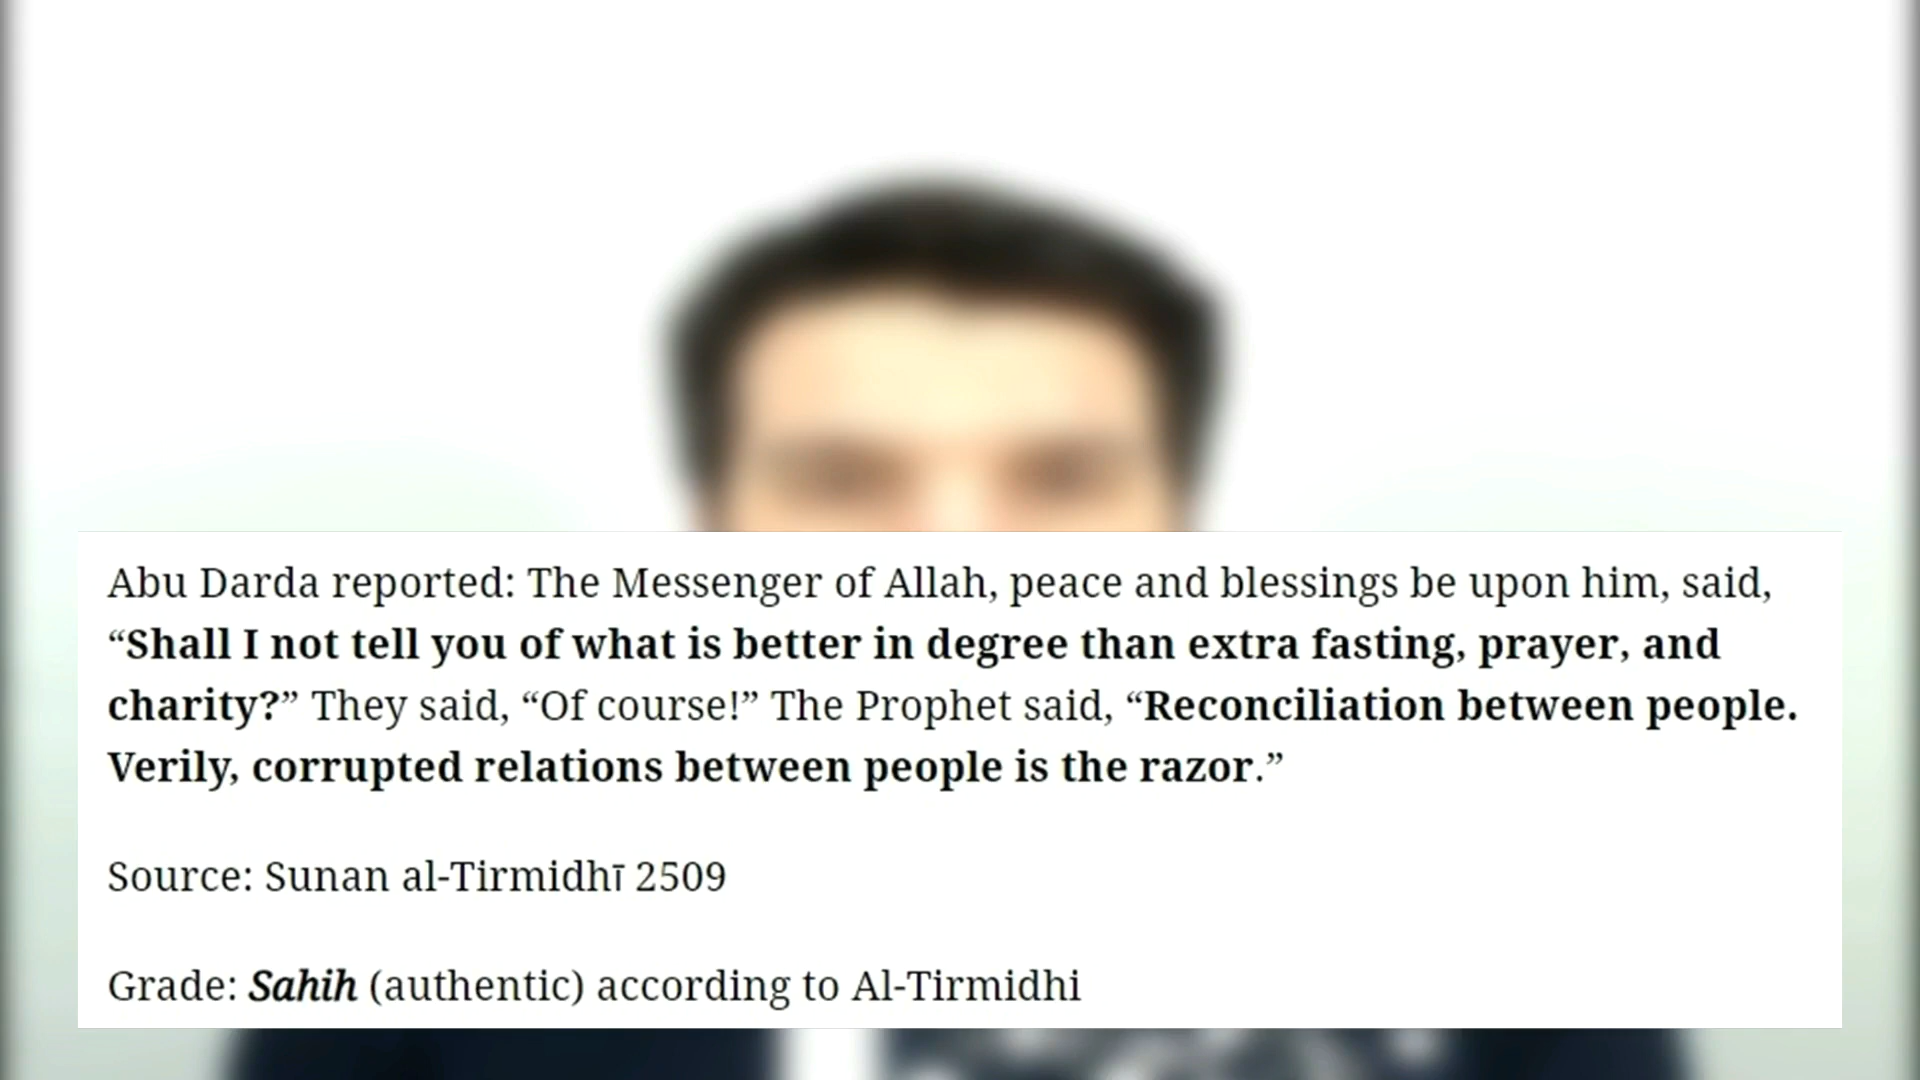 Abu Darda reported: The Messenger of Allah, peace and blessings be upon him, said,
“Shall I not tell you of what is better in degree than extra fasting, prayer, and
charity?” They said, “Of course!” The Prophet said, “Reconciliation between people.
Verily, corrupted relations between people is the razor.”
Source: Sunan al-Tirmidhī 2509
Grade: Sahih (authentic) according to Al-Tirmidhi